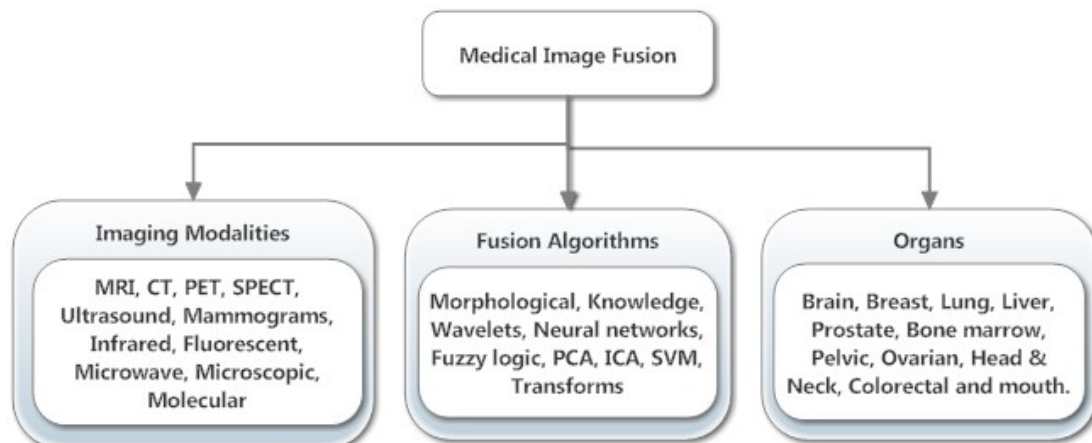 Medical Image Fusion
Imaging Modalities
MRI, CT, PET, SPECT,
Ultrasound, Mammograms,
Infrared, Fluorescent,
Microwave, Microscopic,
Molecular
Fusion Algorithms
Morphological, Knowledge,
Wavelets, Neural networks,
Fuzzy logic, PCA, ICA, SVM,
Transforms
Organs
Brain, Breast, Lung, Liver,
Prostate, Bone marrow,
Pelvic, Ovarian, Head &
Neck, Colorectal and mouth.